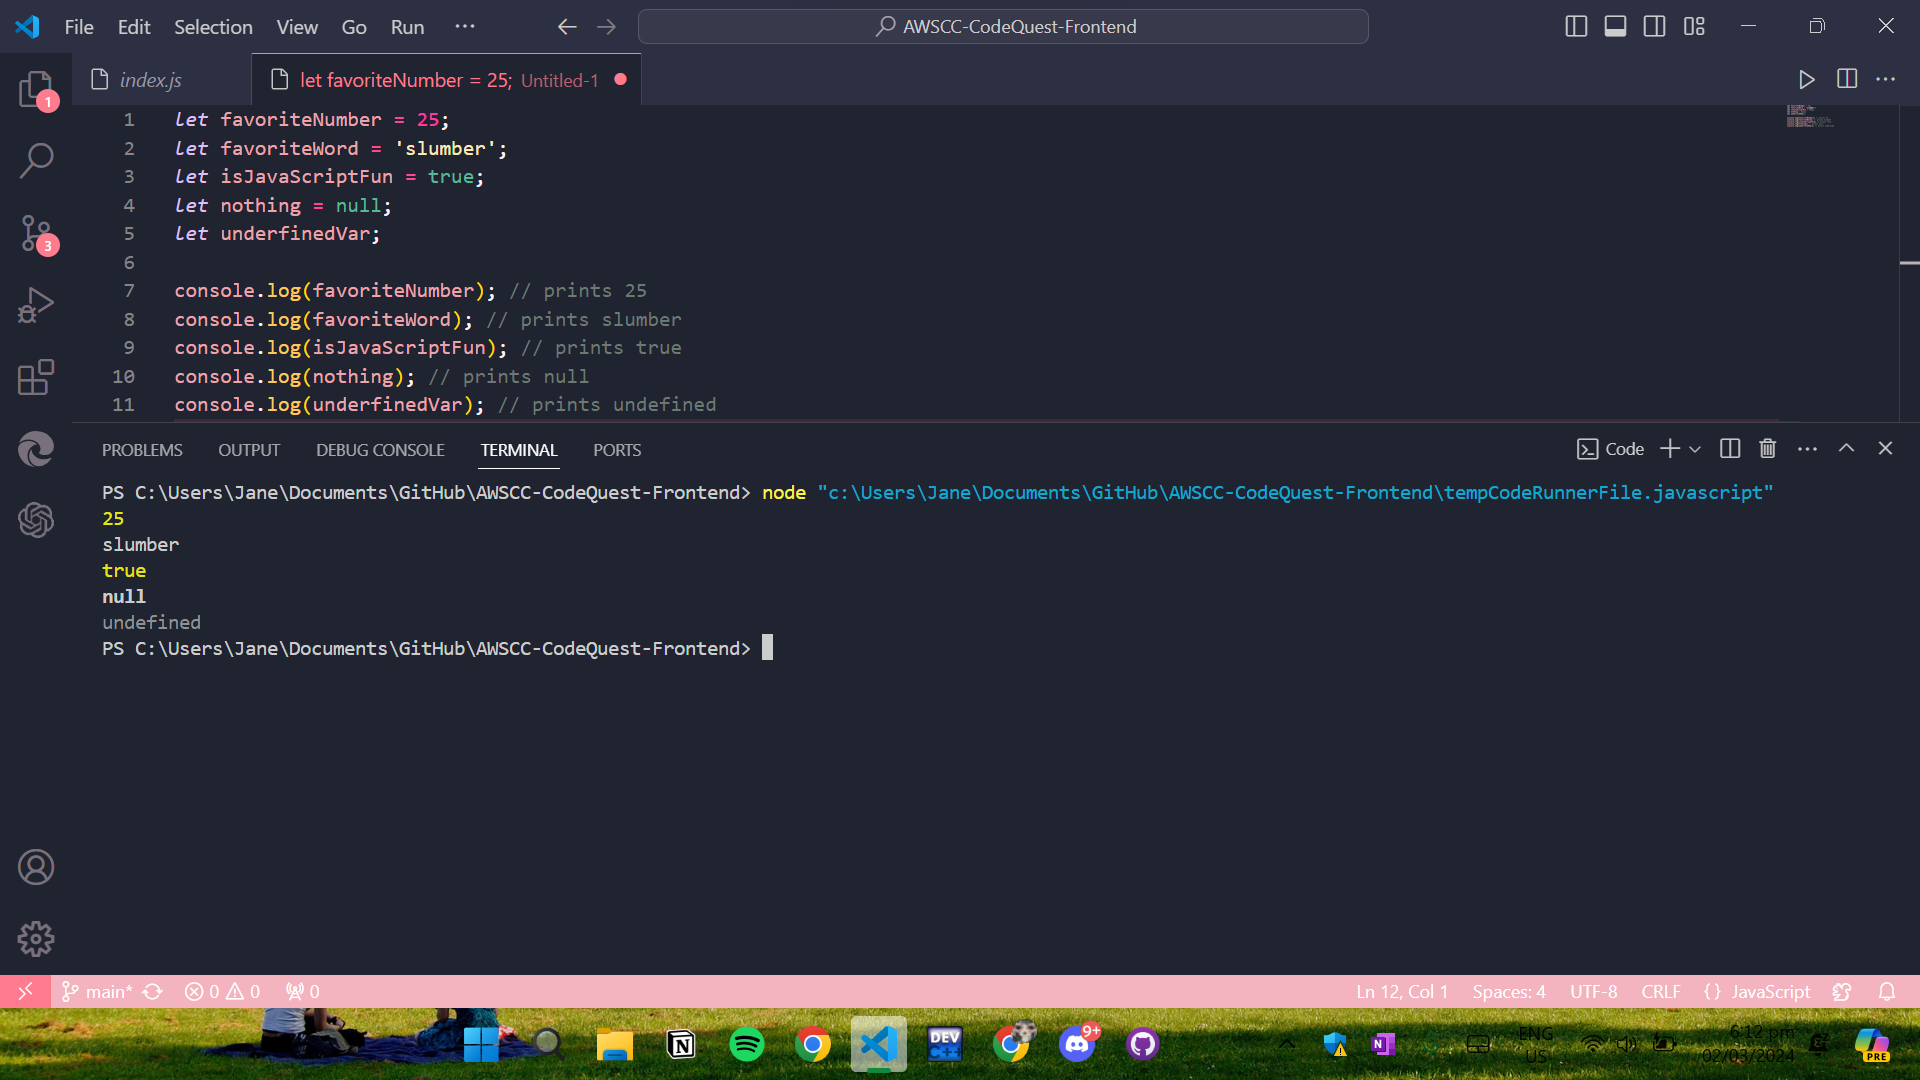 File Edit Selection View Go Run ··· AWSCC-CodeQuest-Frontend
1 index.js let favoriteNumber = 25; Untitled-1
1 let favoriteNumber = 25;
2 let favoriteWord = 'slumber';
3 let isJavaScriptFun = true;
4 let nothing = null;
5 let underfinedVar;
3
6
7 console.log(favoriteNumber); // prints 25
8 console.log(favoriteWord); // prints slumber
9 console.log(isJavaScriptFun); // prints true
10 console.log(nothing); // prints null
11 console.log(underfinedVar); // prints undefined
PROBLEMS OUTPUT DEBUG CONSOLE TERMINAL PORTS Code
PS C:\Users\Jane\Documents\GitHub\AWSCC-CodeQuest-Frontend> node "c:\Users\Jane\Documents\GitHub\AWSCC-CodeQuest-Frontend\tempCodeRunnerFile.javascript"
25
slumber
true
null
undefined
PS C:\Users\Jane\Documents\GitHub\AWSCC-CodeQuest-Frontend>
main* 0 0 0 Ln 12, Col 1 Spaces: 4 UTF-8 CRLF {} JavaScript
DEV C++ 9+ N ENG 6:12 pm
US 02/03/2024 PRE